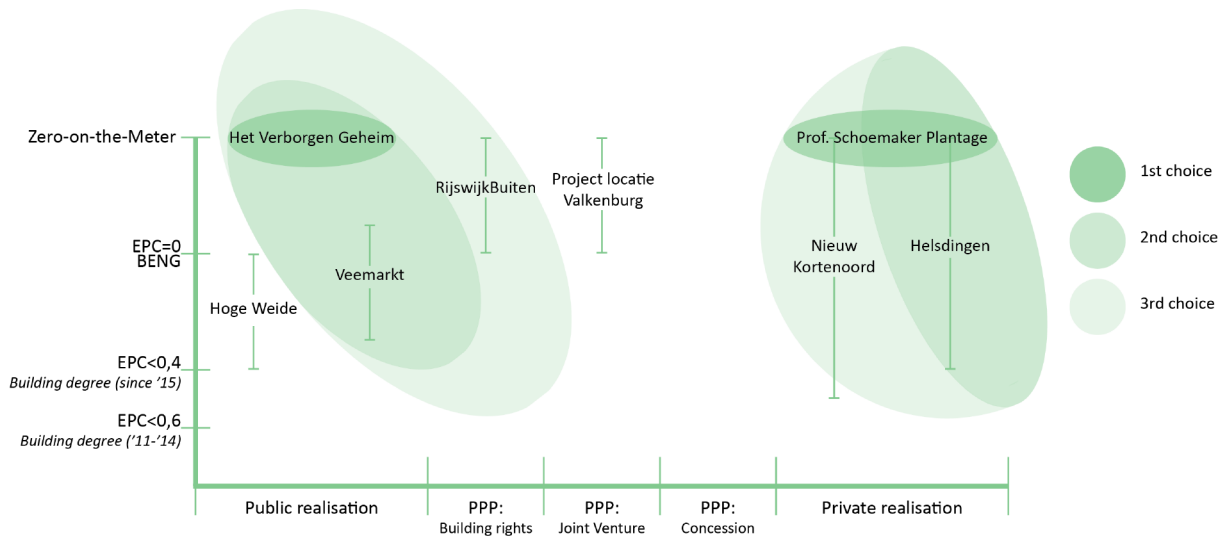 Zero-on-the-Meter
EPC=0
BENG
EPC<0,4
Building degree (since '15)
EPC<0,6
Building degree ('11-'14)
Het Verborgen Geheim
Hoge Weide
Veemarkt
RijswijkBuiten
Project locatie
Valkenburg
Prof. Schoemaker Plantage
Nieuw
Kortenoord
Helsdingen
1st choice
2nd choice
3rd choice
Public realisation
PPP:
Building rights
PPP:
Joint Venture
PPP:
Concession
Private realisation